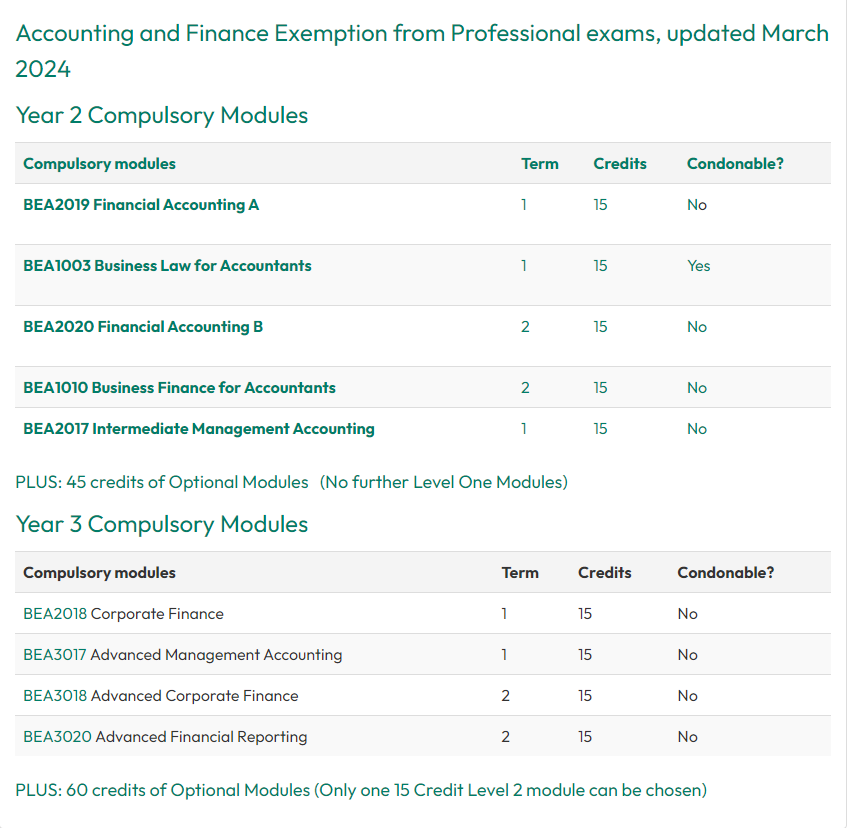 Accounting and Finance Exemption from Professional exams, updated March
2024
Year 2 Compulsory Modules
Compulsory modules Term Credits Condonable?
BEA2019 Financial Accounting A 1 15 No
BEA1003 Business Law for Accountants 1 15 Yes
BEA2020 Financial Accounting B 2 15 No
BEA1010 Business Finance for Accountants 2 15 No
BEA2017 Intermediate Management Accounting 1 15 No
PLUS: 45 credits of Optional Modules (No further Level One Modules)
Year 3 Compulsory Modules
Compulsory modules Term Credits Condonable?
BEA2018 Corporate Finance 1 15 No
BEA3017 Advanced Management Accounting 1 15 No
BEA3018 Advanced Corporate Finance 2 15 No
BEA3020 Advanced Financial Reporting 2 15 No
PLUS: 60 credits of Optional Modules (Only one 15 Credit Level 2 module can be chosen)